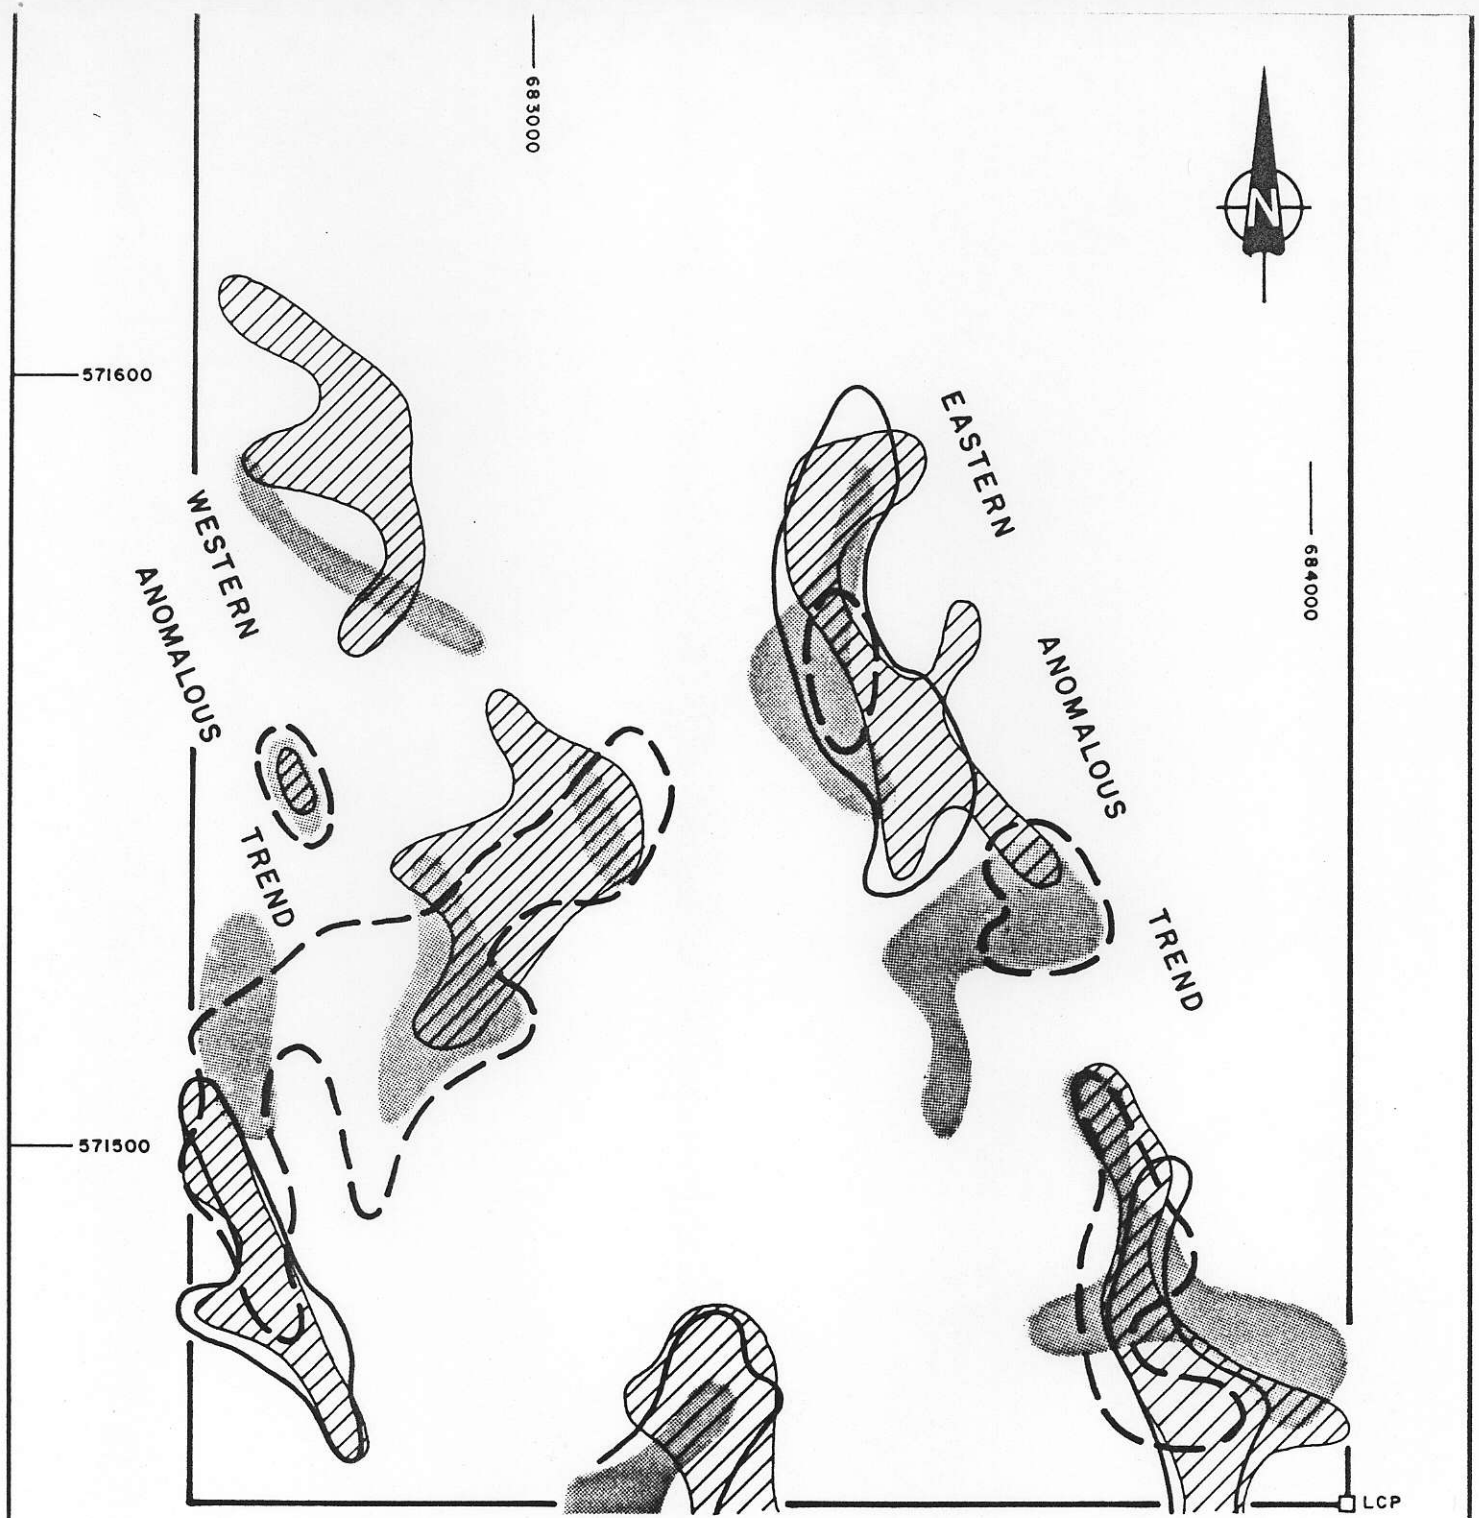 683000
N
571600
EASTERN
ANOMALOUS
TREND
684000
WESTERN
ANOMALOUS
TREND
571500
LCP